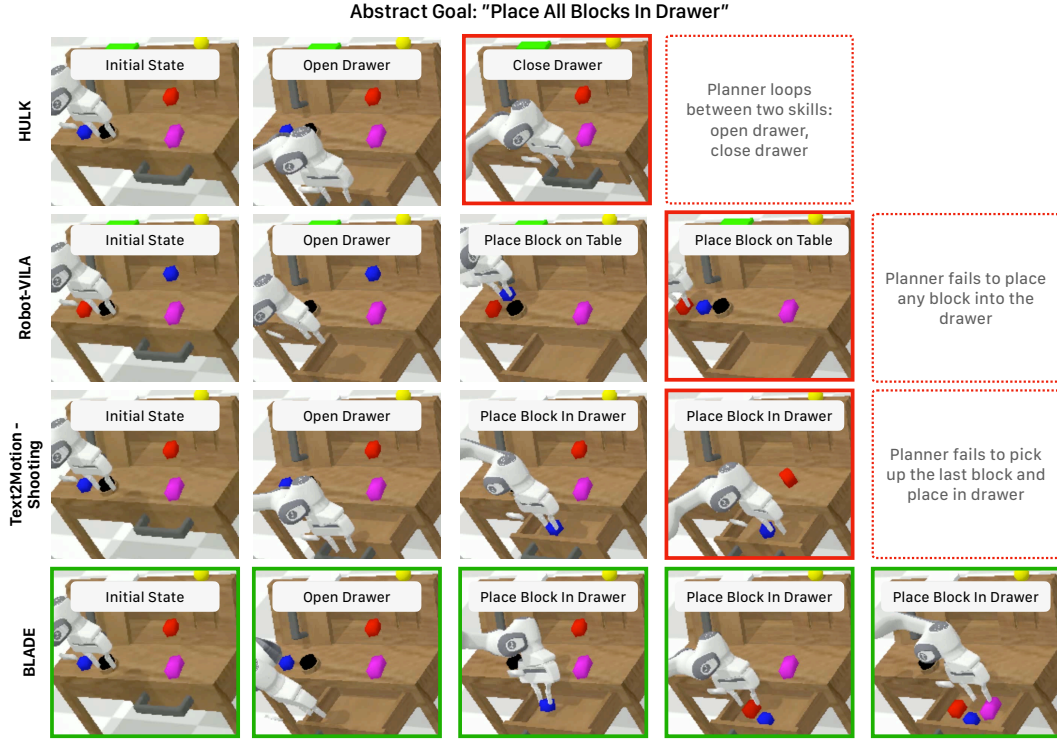 Abstract Goal: "Place All Blocks In Drawer"
HULK
Initial State
Open Drawer
Close Drawer
Planner loops
between two skills:
open drawer,
close drawer
Robot-VILA
Initial State
Open Drawer
Place Block on Table
Place Block on Table
Planner fails to place
any block into the
drawer
Text2Motion -
Shooting
Initial State
Open Drawer
Place Block In Drawer
Place Block In Drawer
Planner fails to pick
up the last block and
place in drawer
BLADE
Initial State
Open Drawer
Place Block In Drawer
Place Block In Drawer
Place Block In Drawer